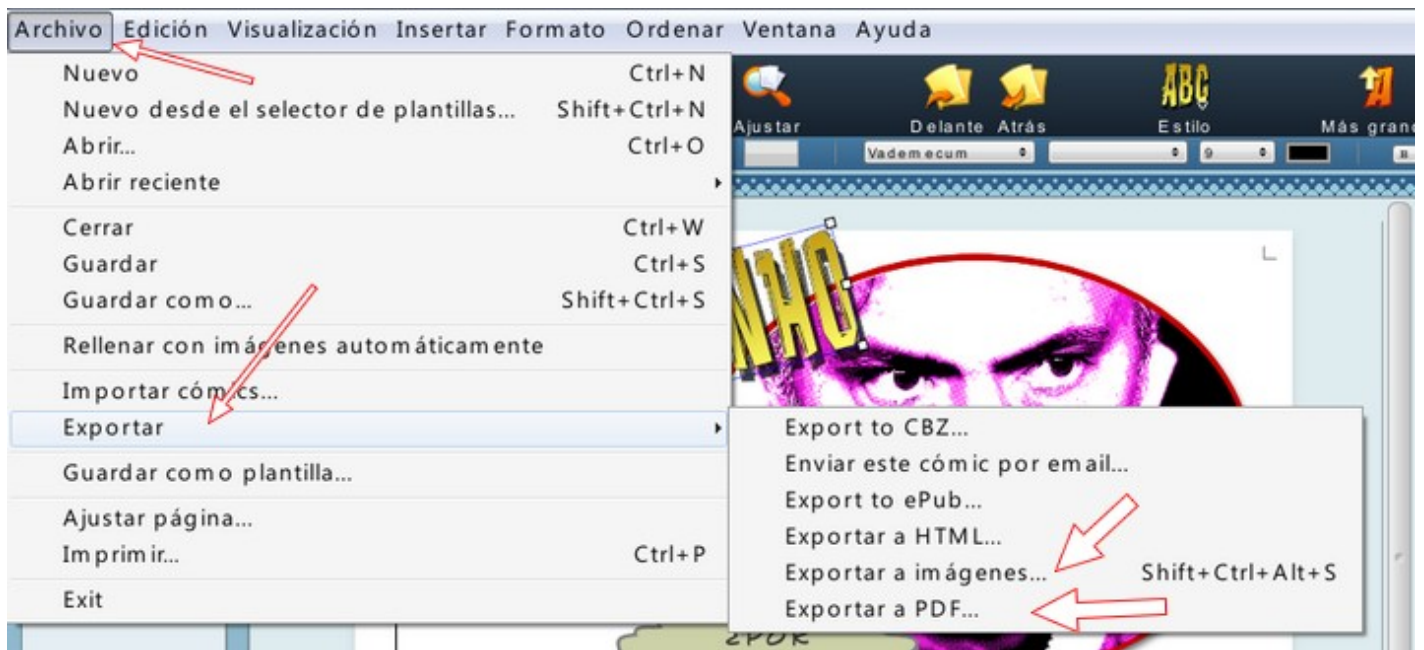 Archivo Edición Visualización Insertar Formato Ordenar Ventana Ayuda
Nuevo Ctrl+N
Nuevo desde el selector de plantillas... Shift+Ctrl+N
Abrir... Ctrl+O
Abrir reciente
Cerrar Ctrl+W
Guardar Ctrl+S
Guardar como... Shift+Ctrl+S
Rellenar con imágenes automáticamente
Importar cómics...
Exportar
Guardar como plantilla...
Ajustar página...
Imprimir... Ctrl+P
Exit
ABC
Ajustar Delante Atrás Estilo Más gran
Vademecum 9
Export to CBZ...
Enviar este cómic por email...
Export to ePub...
Exportar a HTML...
Exportar a imágenes... Shift+Ctrl+Alt+S
Exportar a PDF...
NHO
¿POR